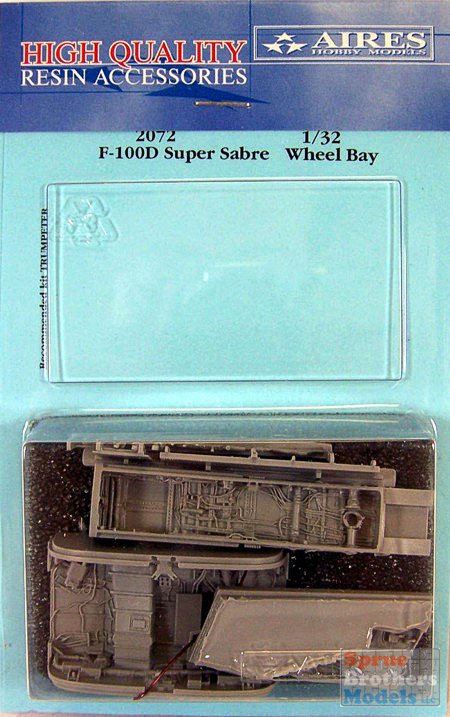 HIGH QUALITY
RESIN ACCESSORIES
AIRES
HOBBY MODELS
2072 1/32
F-100D Super Sabre Wheel Bay
Recommended kit TRUMPETER
Sprue
Brothers
Models LLC